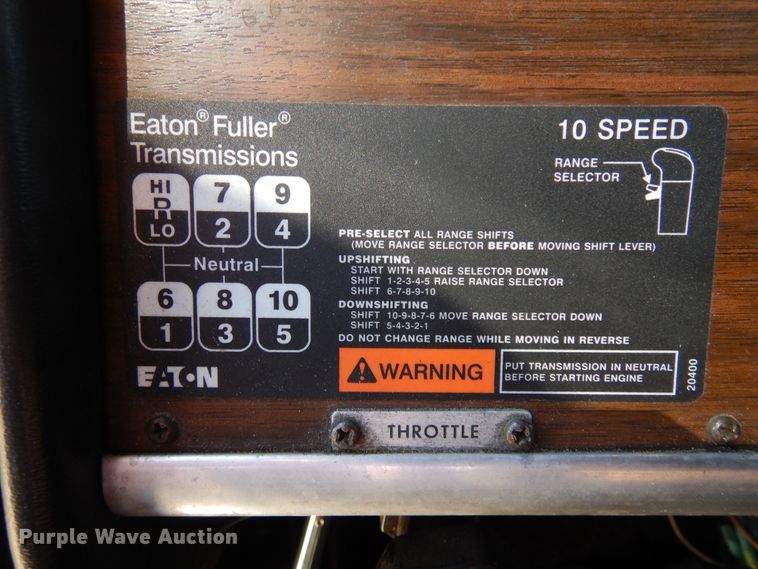 Eaton® Fuller®
Transmissions
10 SPEED
RANGE
SELECTOR
HI 7 9
R
LO 2 4
Neutral
6 8 10
1 3 5
PRE-SELECT ALL RANGE SHIFTS
(MOVE RANGE SELECTOR BEFORE MOVING SHIFT LEVER)
UPSHIFTING
START WITH RANGE SELECTOR DOWN
SHIFT 1-2-3-4-5 RAISE RANGE SELECTOR
SHIFT 6-7-8-9-10
DOWNSHIFTING
SHIFT 10-9-8-7-6 MOVE RANGE SELECTOR DOWN
SHIFT 5-4-3-2-1
DO NOT CHANGE RANGE WHILE MOVING IN REVERSE
EATON
WARNING
PUT TRANSMISSION IN NEUTRAL
BEFORE STARTING ENGINE
20400
THROTTLE
Purple Wave Auction